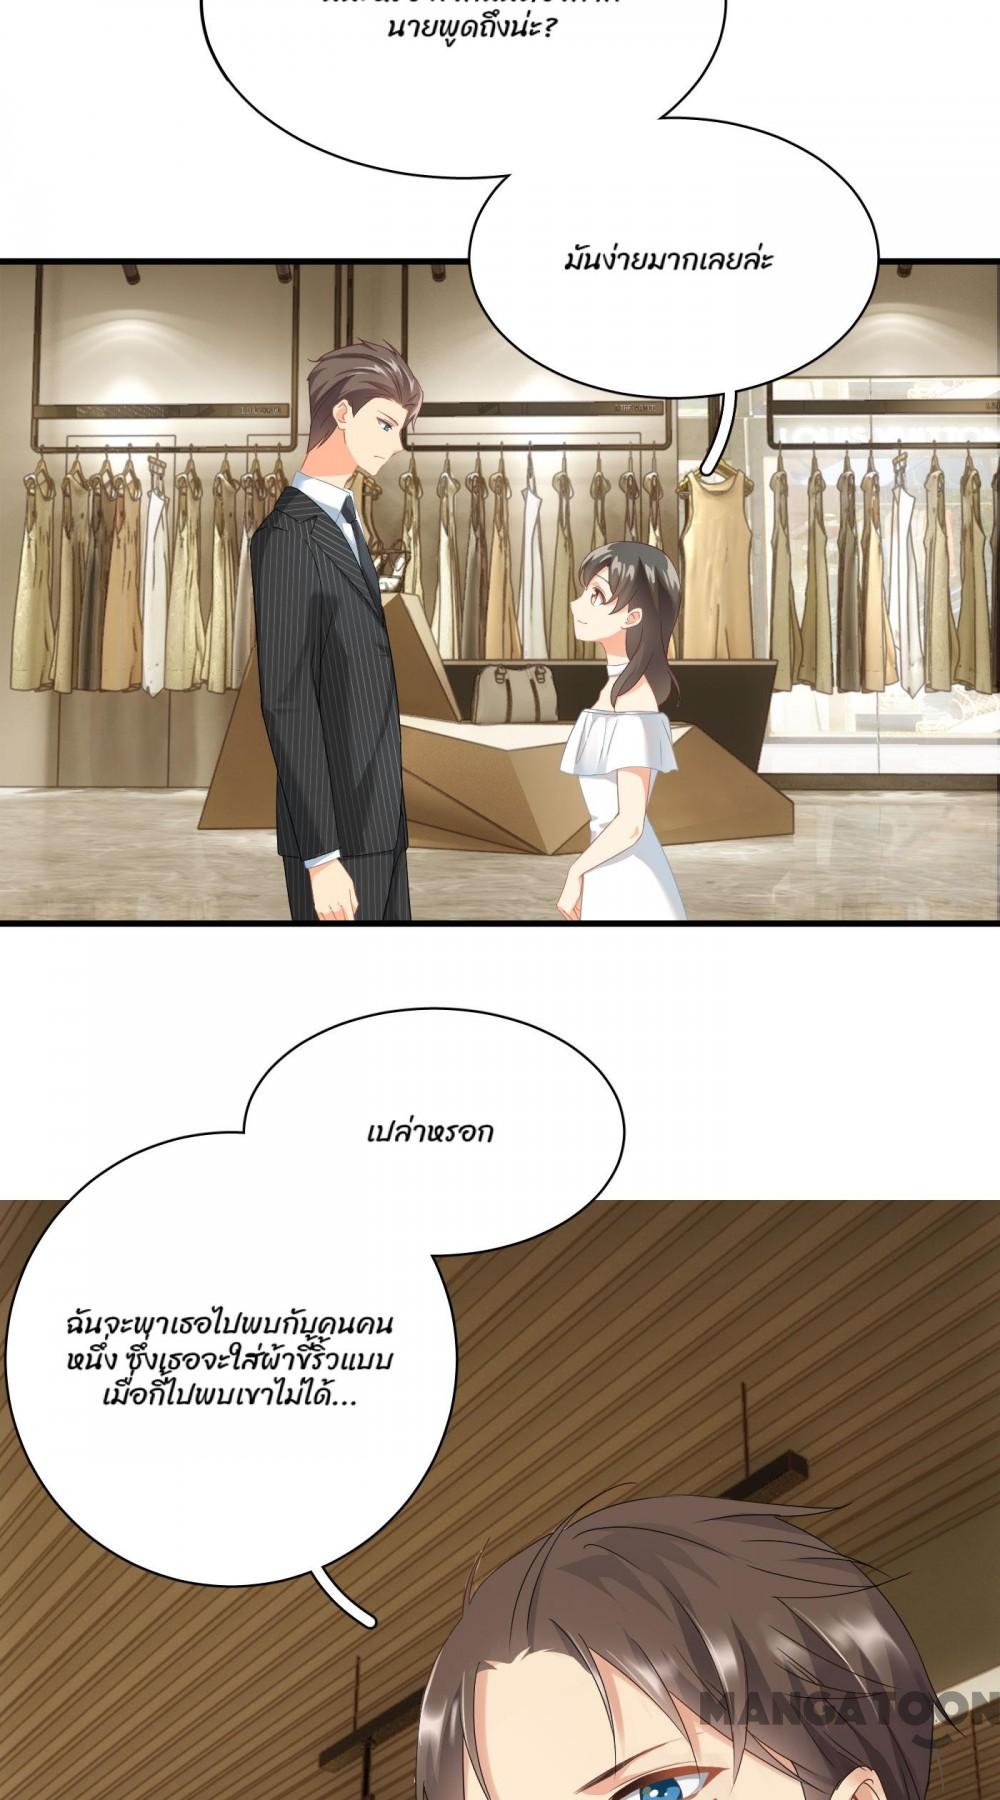 นายพูดถึงน่ะ?
มันง่ายมากเลยล่ะ
LOUIS VUITTON
เปล่าหรอก
ฉันจะพาเธอไปพบกับคนคน
หนึ่ง ซึ่งเธอจะใส่ผ้าขี้ริ้วแบบ
เมื่อกี้ไปพบเขาไม่ได้...
MANGATOON